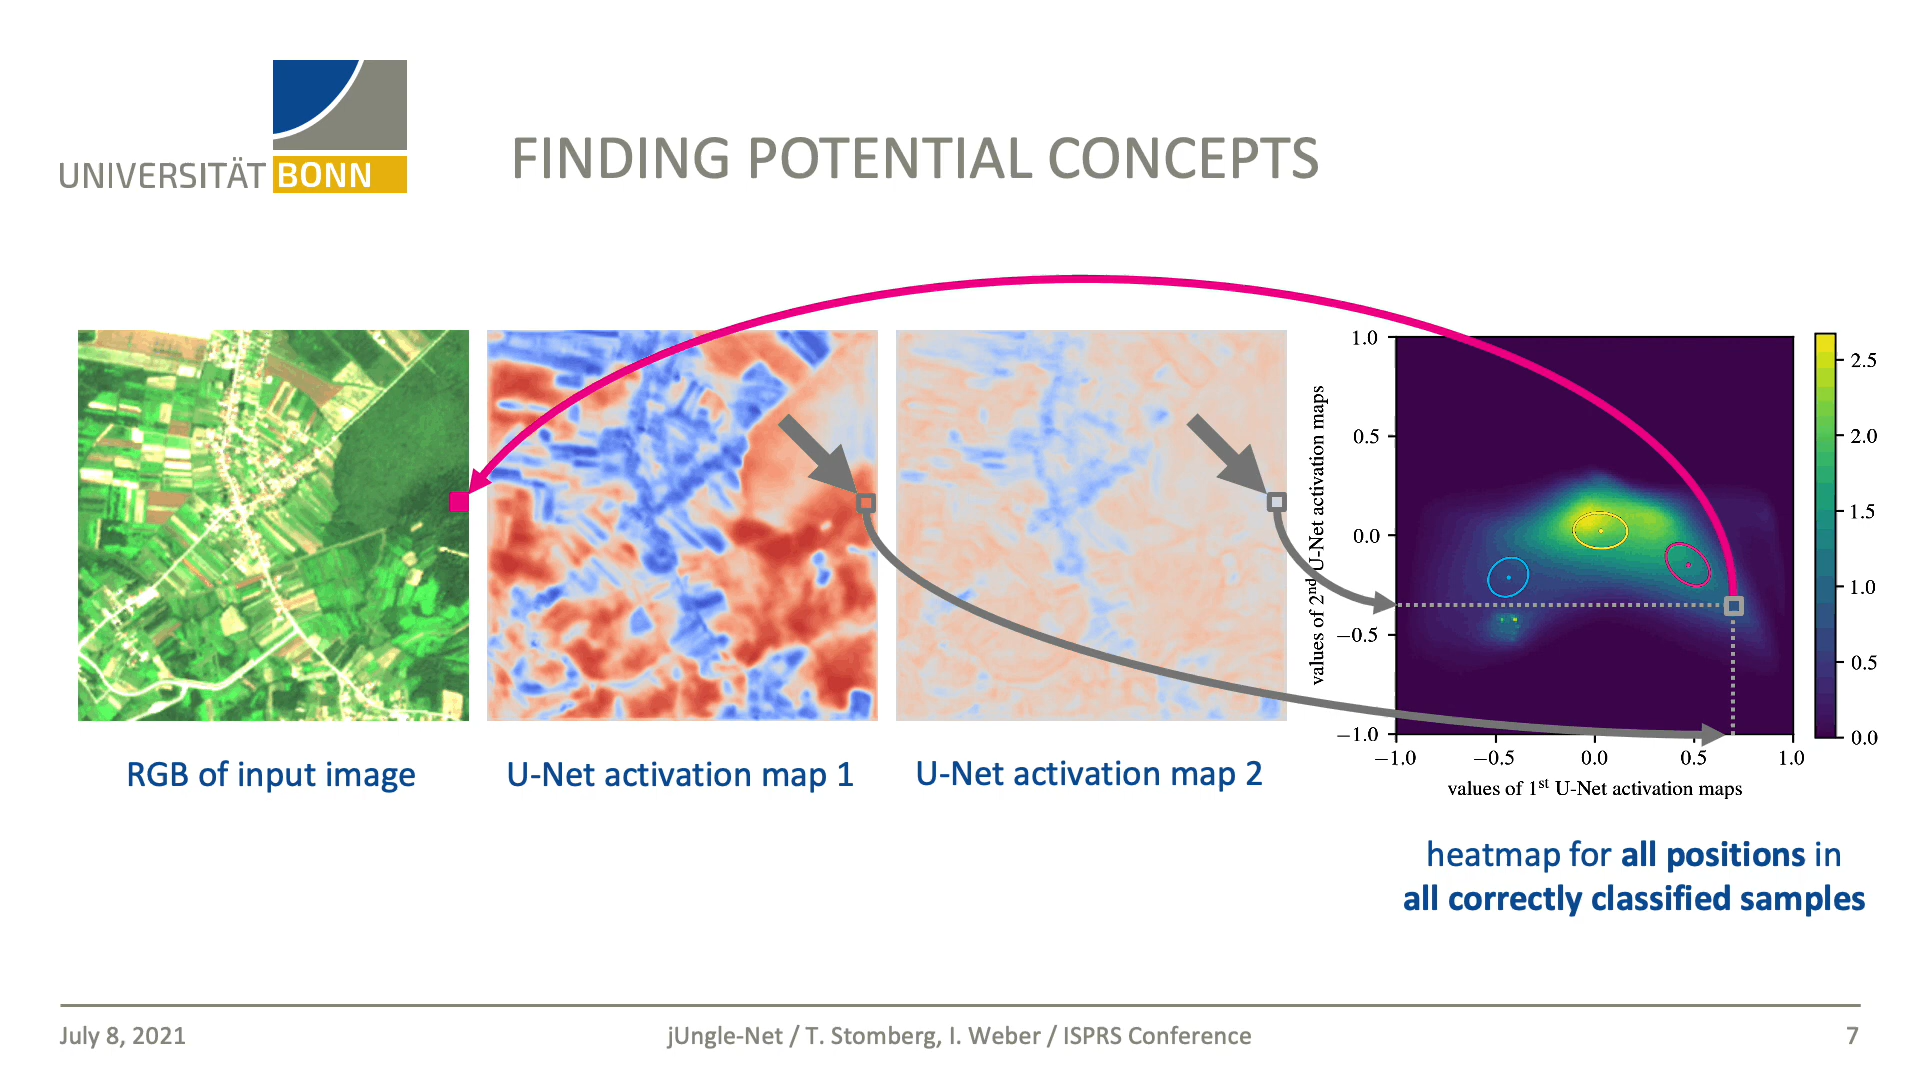 UNIVERSITÄT BONN
FINDING POTENTIAL CONCEPTS
RGB of input image
U-Net activation map 1
U-Net activation map 2
values of 2nd U-Net activation maps
1.0
0.5
0.0
−0.5
−1.0
−1.0 −0.5 0.0 0.5 1.0
values of 1st U-Net activation maps
2.5
2.0
1.5
1.0
0.5
0.0
heatmap for all positions in
all correctly classified samples
July 8, 2021
jUngle-Net / T. Stomberg, I. Weber / ISPRS Conference
7